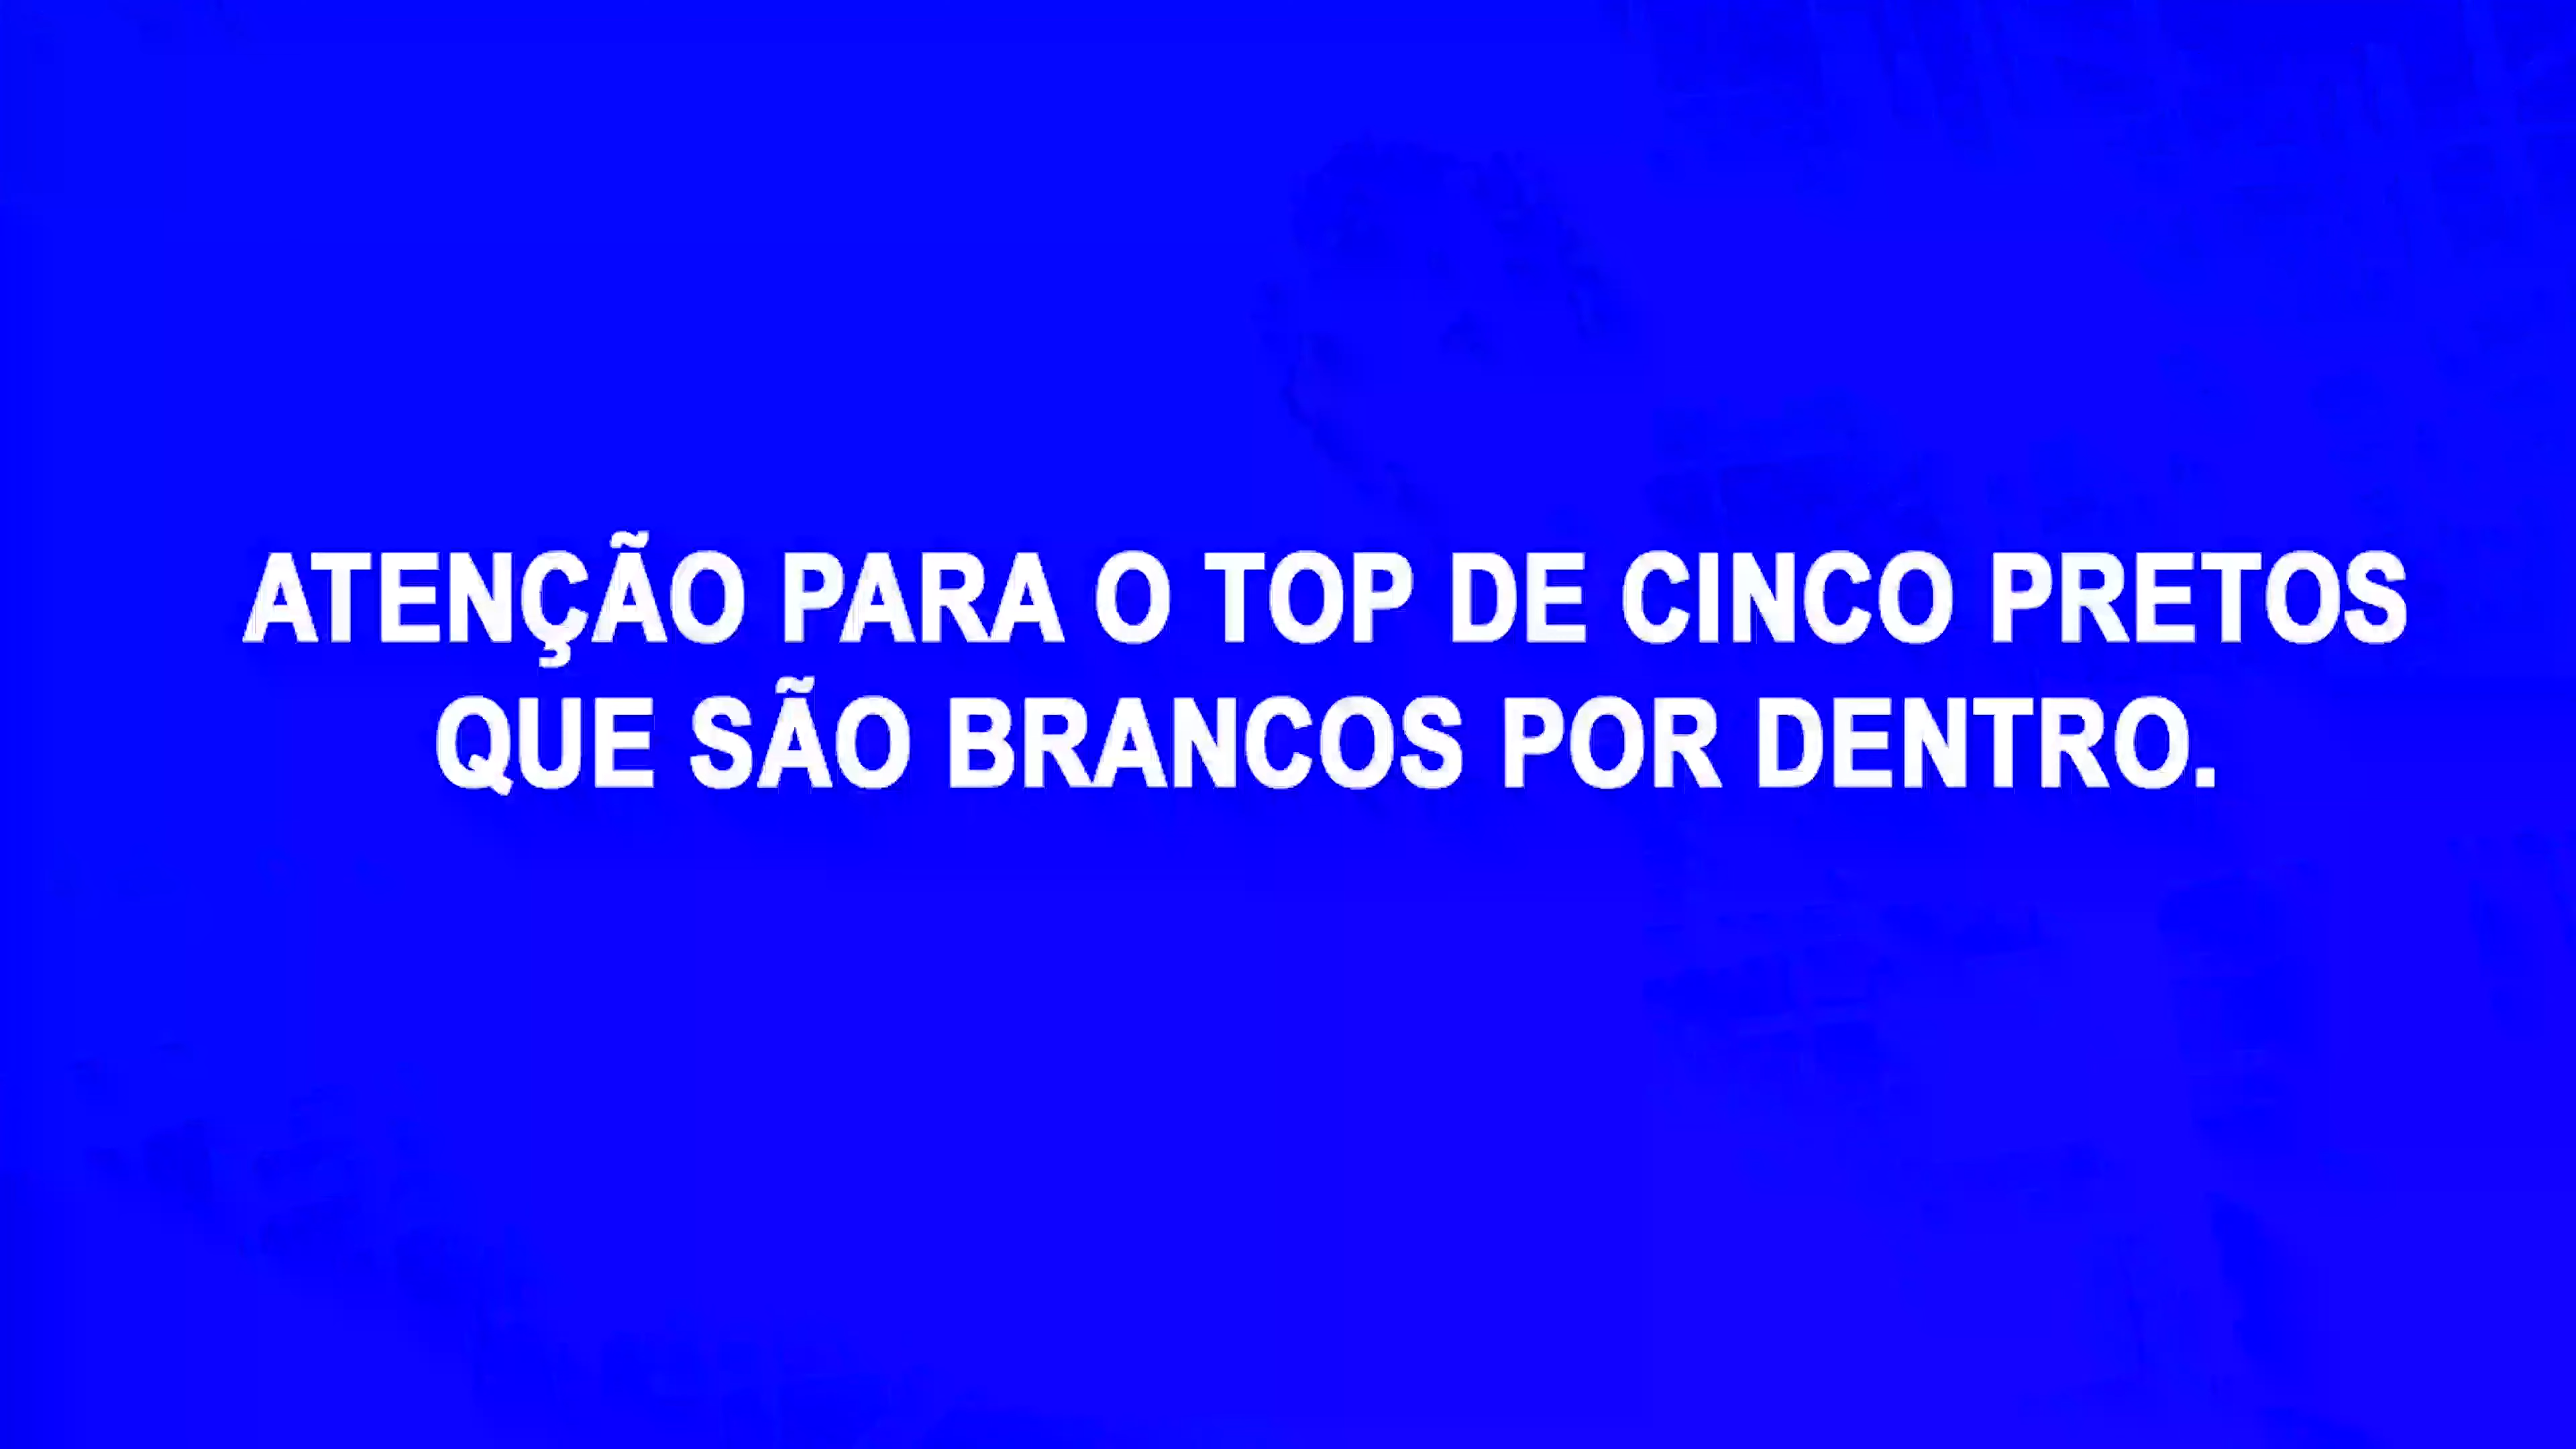 ATENÇÃO PARA O TOP DE CINCO PRETOS
QUE SÃO BRANCOS POR DENTRO.